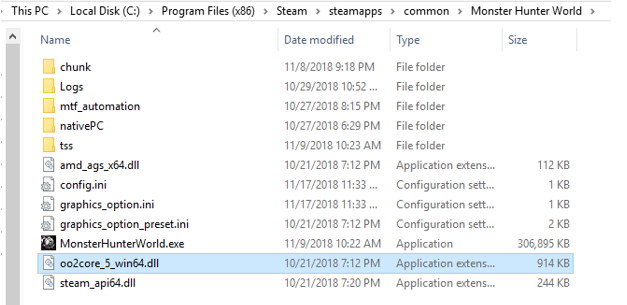 This PC > Local Disk (C:) > Program Files (x86) > Steam > steamapps > common > Monster Hunter World >
Name Date modified Type Size
chunk 11/8/2018 9:18 PM File folder
Logs 10/29/2018 10:52 ... File folder
mtf_automation 10/27/2018 8:15 PM File folder
nativePC 10/27/2018 6:29 PM File folder
tss 11/9/2018 10:23 AM File folder
amd_ags_x64.dll 10/21/2018 7:12 PM Application extens... 112 KB
config.ini 11/17/2018 11:33 ... Configuration sett... 1 KB
graphics_option.ini 11/17/2018 11:33 ... Configuration sett... 1 KB
graphics_option_preset.ini 10/21/2018 7:12 PM Configuration sett... 2 KB
MonsterHunterWorld.exe 11/9/2018 10:22 AM Application 306,895 KB
oo2core_5_win64.dll 10/21/2018 7:12 PM Application extens... 914 KB
steam_api64.dll 10/21/2018 7:20 PM Application extens... 244 KB